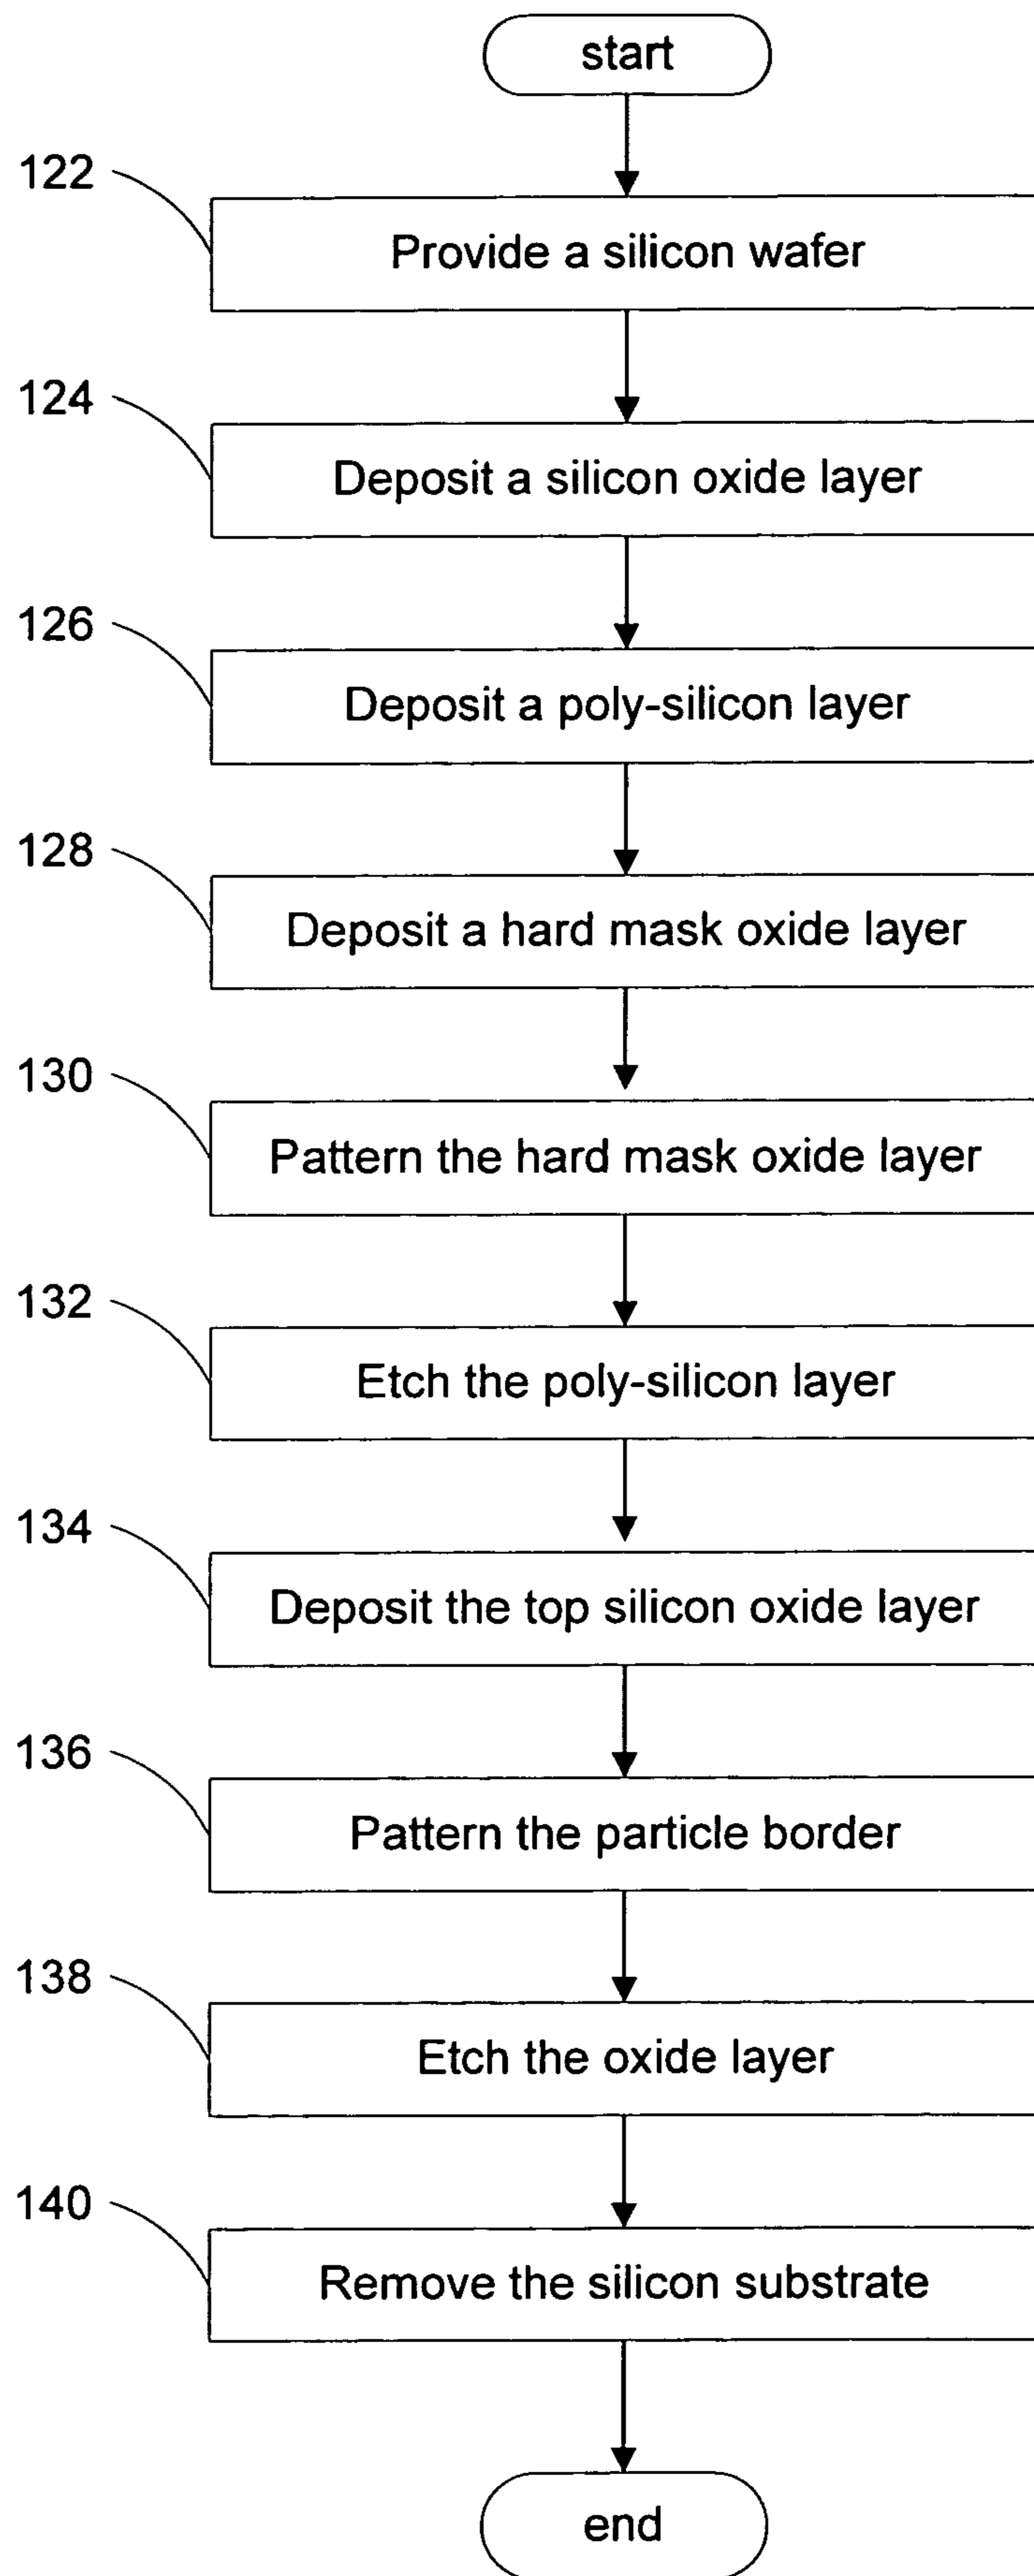 start
122
Provide a silicon wafer
124
Deposit a silicon oxide layer
126
Deposit a poly-silicon layer
128
Deposit a hard mask oxide layer
130
Pattern the hard mask oxide layer
132
Etch the poly-silicon layer
134
Deposit the top silicon oxide layer
136
Pattern the particle border
138
Etch the oxide layer
140
Remove the silicon substrate
end